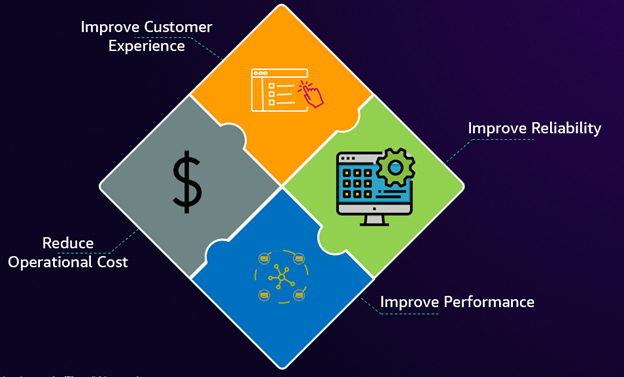 Improve Customer
Experience
Improve Reliability
$
Reduce
Operational Cost
Improve Performance